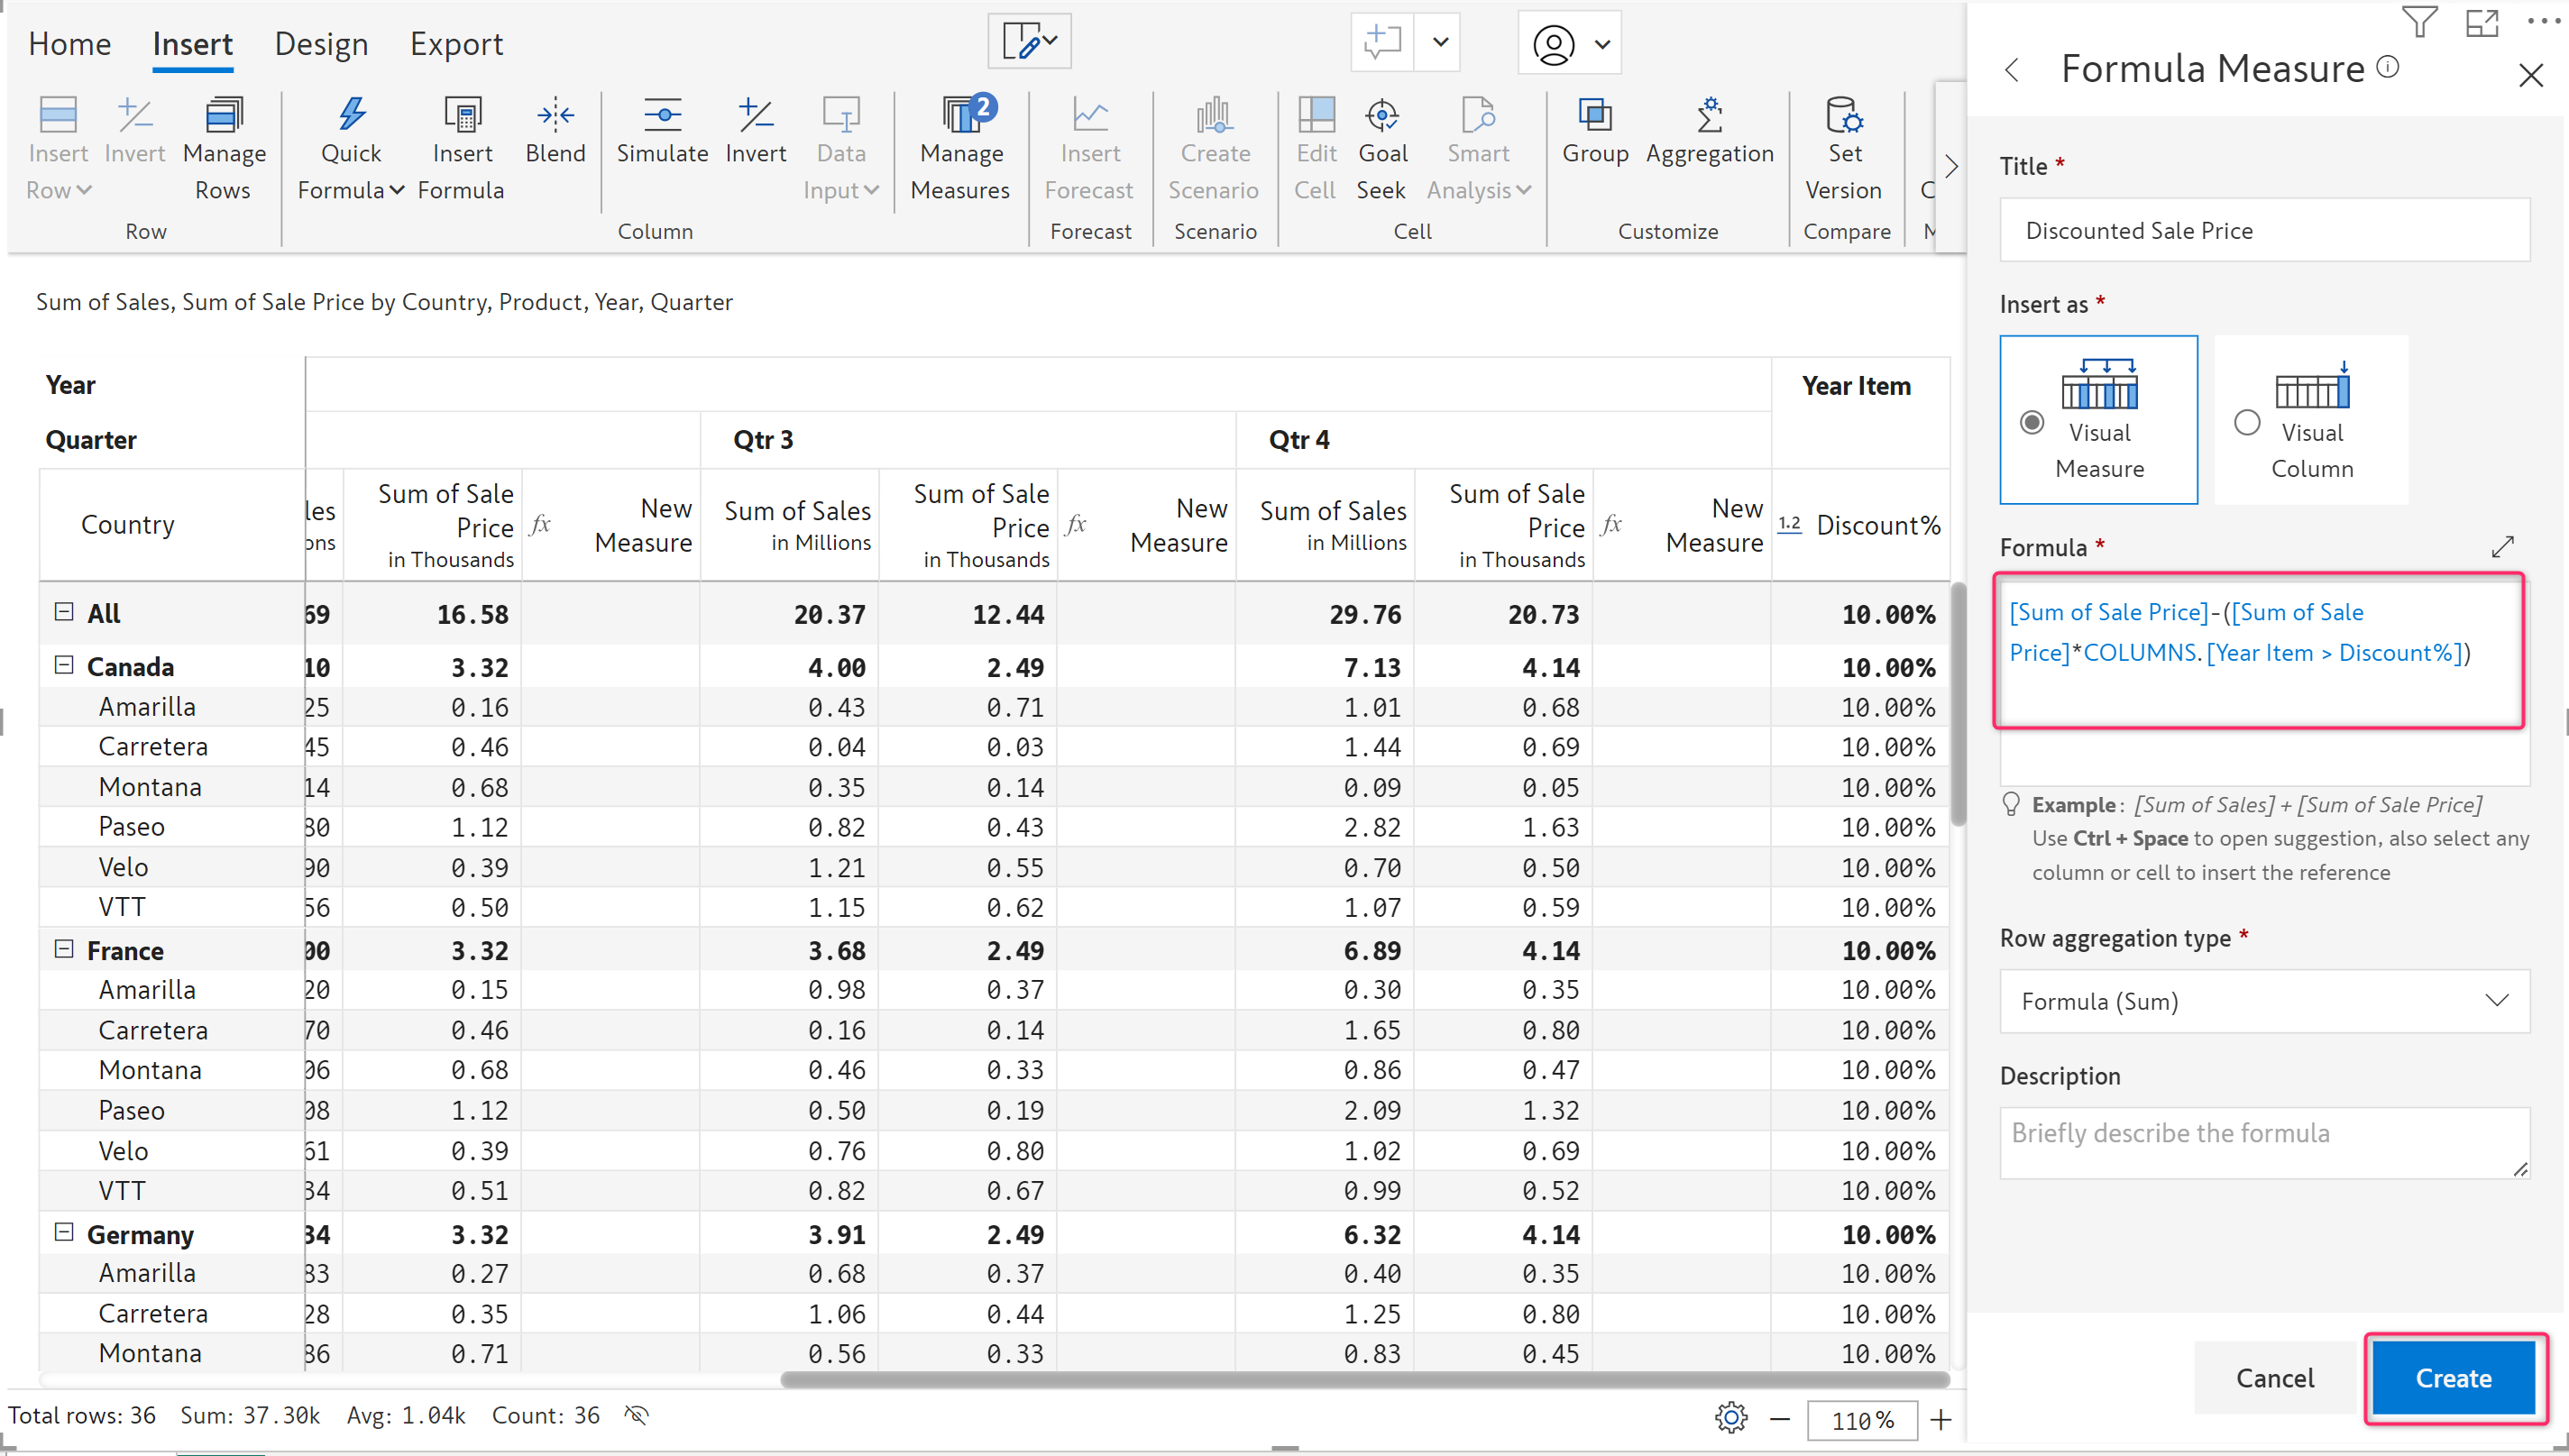 Home Insert Design Export
Insert Row
Invert
Manage Rows
Quick Formula
Insert Formula
Blend
Simulate
Invert
Data Input
2
Manage Measures
Insert Forecast
Create Scenario
Edit Cell
Goal Seek
Smart Analysis
Group
Aggregation
Set Version
C
Row Column Forecast Scenario Cell Customize Compare M
Sum of Sales, Sum of Sale Price by Country, Product, Year, Quarter
Year Year Item
Quarter Qtr 3 Qtr 4
Country
les
ons
Sum of Sale Price in Thousands
fx New Measure
Sum of Sales in Millions
Sum of Sale Price in Thousands
fx New Measure
Sum of Sales in Millions
Sum of Sale Price in Thousands
fx New Measure
1.2 Discount%
All 69 16.58 20.37 12.44 29.76 20.73 10.00%
Canada 10 3.32 4.00 2.49 7.13 4.14 10.00%
Amarilla 25 0.16 0.43 0.71 1.01 0.68 10.00%
Carretera 45 0.46 0.04 0.03 1.44 0.69 10.00%
Montana 14 0.68 0.35 0.14 0.09 0.05 10.00%
Paseo 80 1.12 0.82 0.43 2.82 1.63 10.00%
Velo 90 0.39 1.21 0.55 0.70 0.50 10.00%
VTT 56 0.50 1.15 0.62 1.07 0.59 10.00%
France 00 3.32 3.68 2.49 6.89 4.14 10.00%
Amarilla 20 0.15 0.98 0.37 0.30 0.35 10.00%
Carretera 70 0.46 0.16 0.14 1.65 0.80 10.00%
Montana 06 0.68 0.46 0.33 0.86 0.47 10.00%
Paseo 08 1.12 0.50 0.19 2.09 1.32 10.00%
Velo 61 0.39 0.76 0.80 1.02 0.69 10.00%
VTT 34 0.51 0.82 0.67 0.99 0.52 10.00%
Germany 34 3.32 3.91 2.49 6.32 4.14 10.00%
Amarilla 83 0.27 0.68 0.37 0.40 0.35 10.00%
Carretera 28 0.35 1.06 0.44 1.25 0.80 10.00%
Montana 86 0.71 0.56 0.33 0.83 0.45 10.00%
Total rows: 36 Sum: 37.30k Avg: 1.04k Count: 36
110%
Formula Measure
Title *
Discounted Sale Price
Insert as *
Visual Measure
Visual Column
Formula *
[Sum of Sale Price]-([Sum of Sale
Price]*COLUMNS.[Year Item > Discount%])
Example : [Sum of Sales] + [Sum of Sale Price]
Use Ctrl + Space to open suggestion, also select any
column or cell to insert the reference
Row aggregation type *
Formula (Sum)
Description
Briefly describe the formula
Cancel
Create